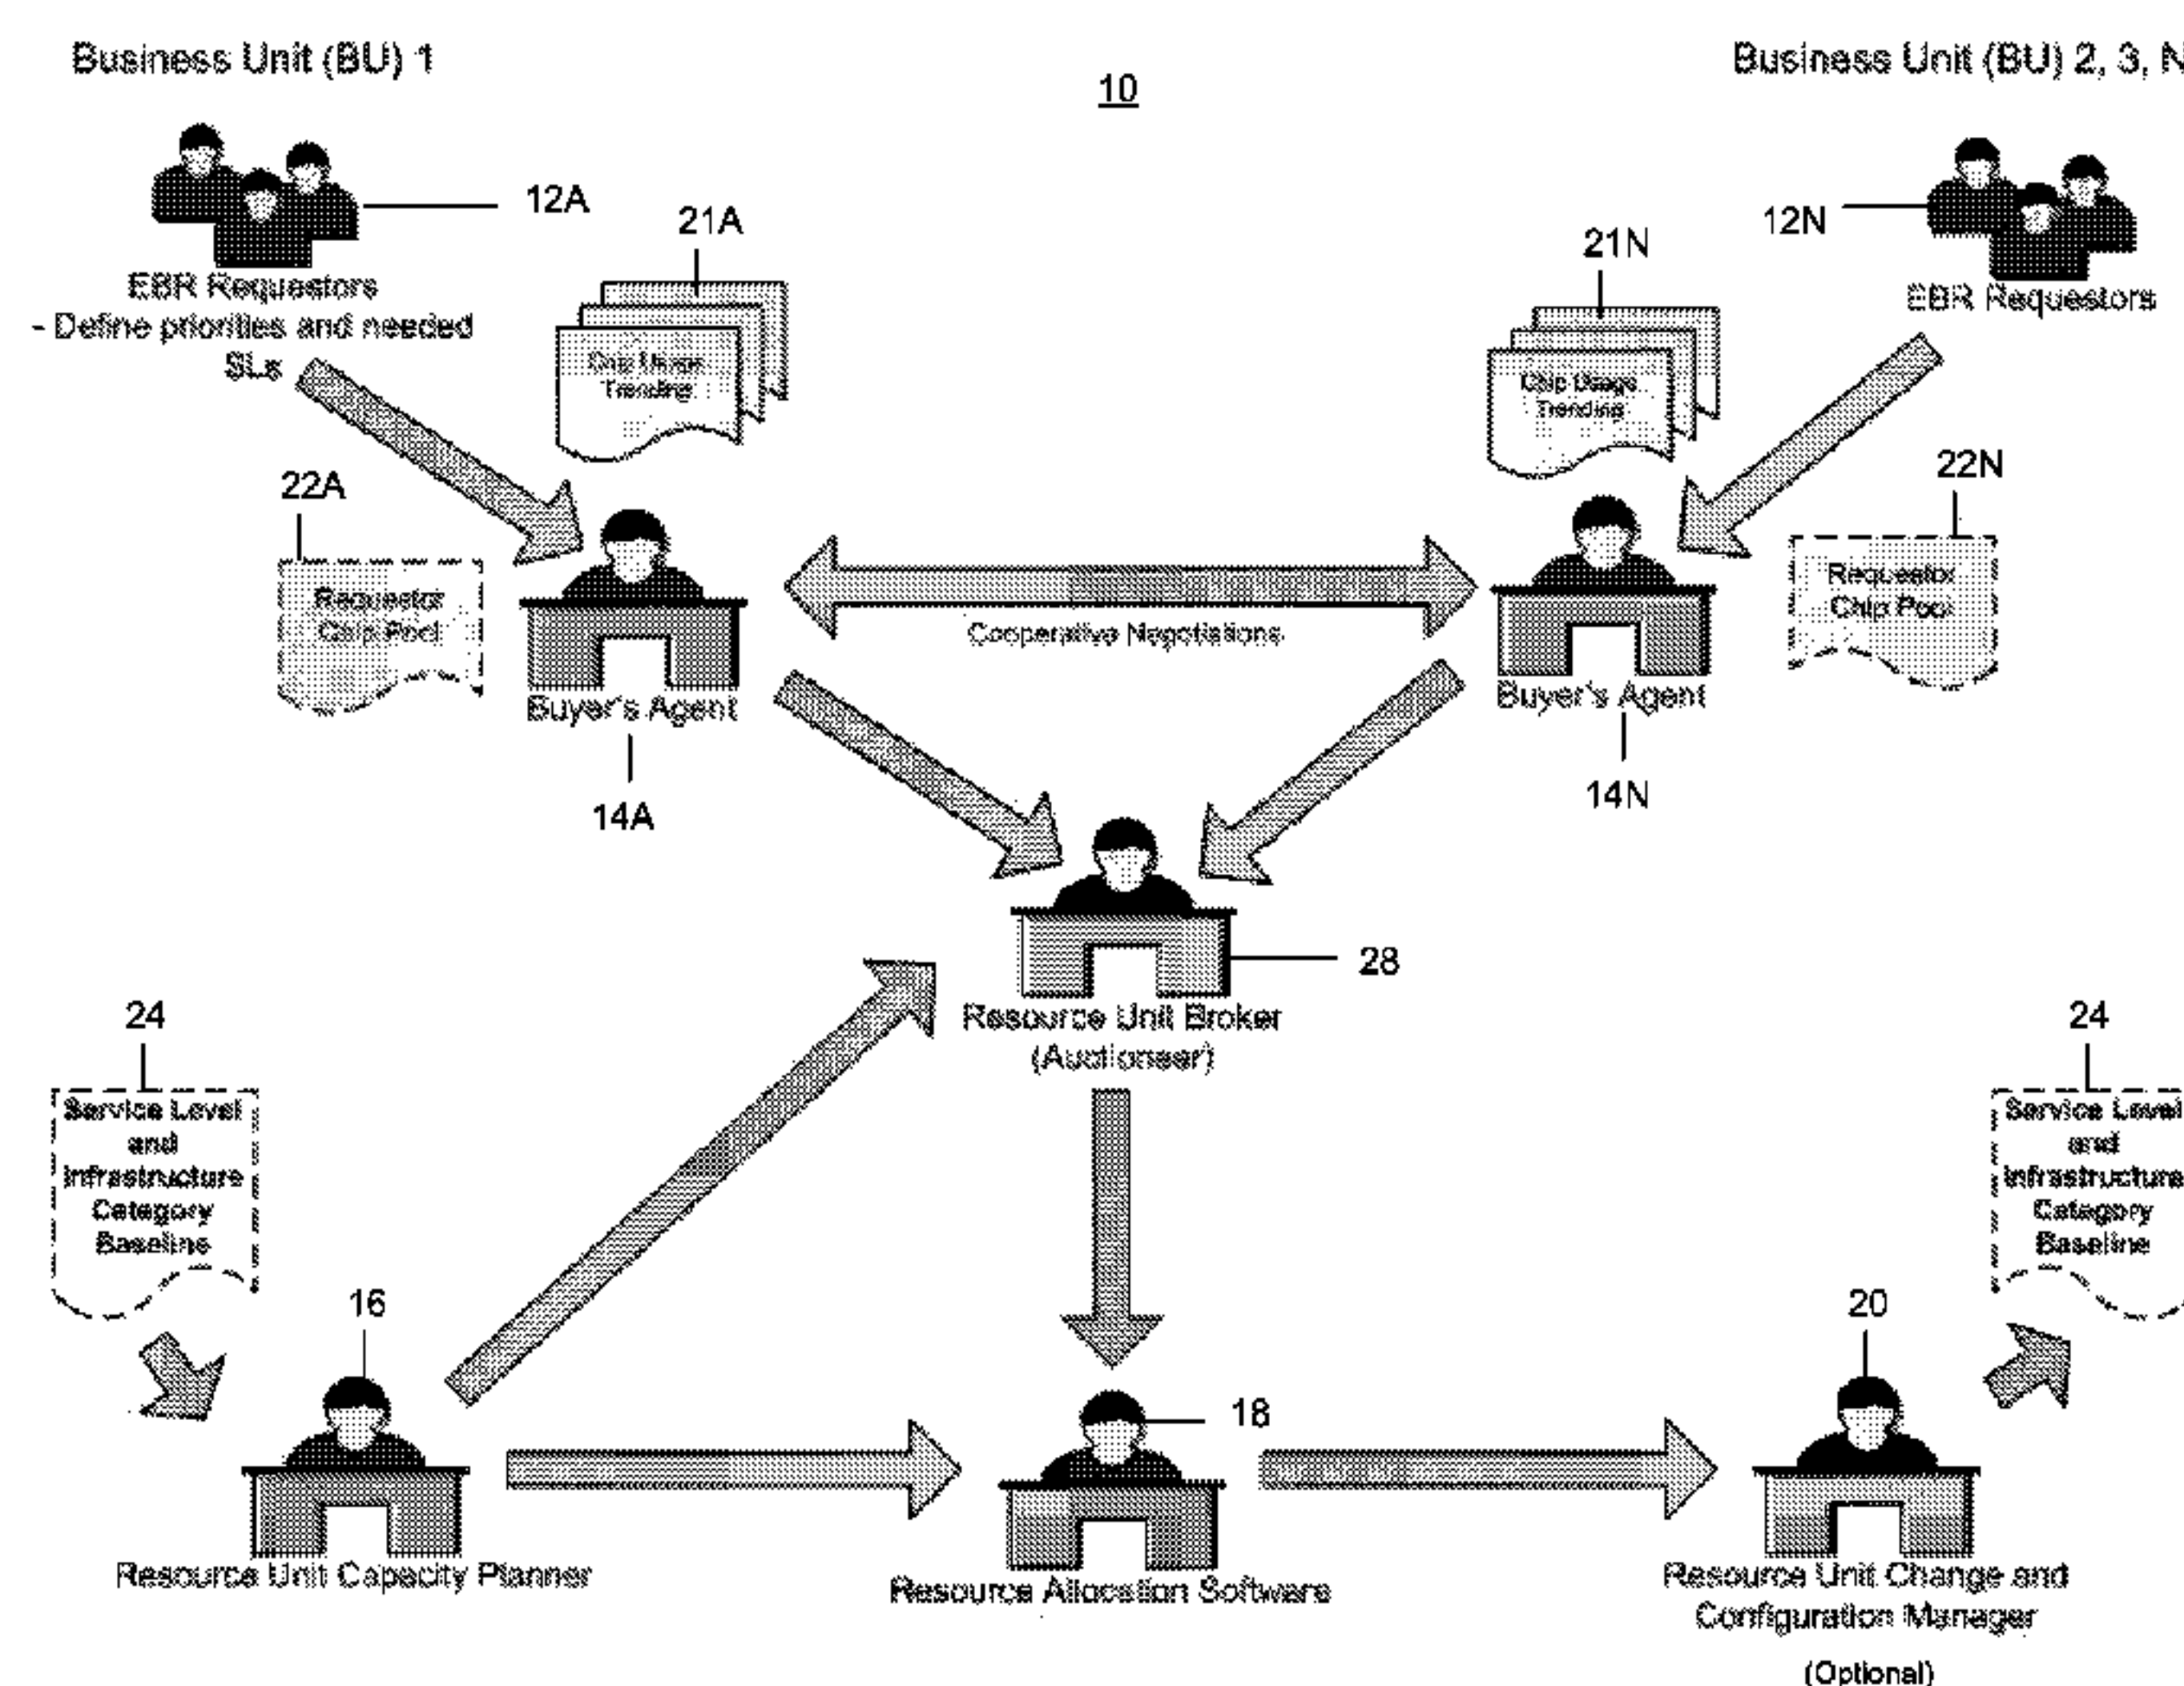 Business Unit (BU) 1
Business Unit (BU) 2, 3, N
10
12A
12N
21A
21N
EBR Requestors
- Define priorities and needed
SLs
EBR Requestors
Chip Usage
Trending
Chip Usage
Trending
22A
22N
Requestor
Chip Pool
Requestor
Chip Pool
Cooperative Negotiations
Buyer's Agent
Buyer's Agent
14A
14N
28
Resource Unit Broker
(Auctioneer)
24
24
Service Level
and
Infrastructure
Category
Baseline
Service Level
and
Infrastructure
Category
Baseline
16
20
18
Resource Unit Capacity Planner
Resource Allocation Software
Resource Unit Change and
Configuration Manager
(Optional)